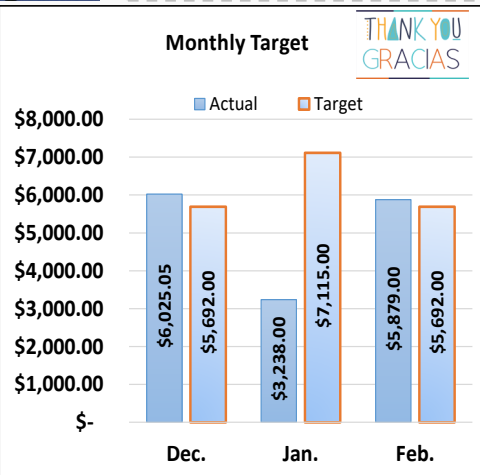 Monthly Target
THANK YOU
GRACIAS
Actual
Target
$8,000.00
$7,000.00
$6,000.00
$5,000.00
$4,000.00
$3,000.00
$2,000.00
$1,000.00
$-
$6,025.05
$5,692.00
$3,238.00
$7,115.00
$5,879.00
$5,692.00
Dec.
Jan.
Feb.